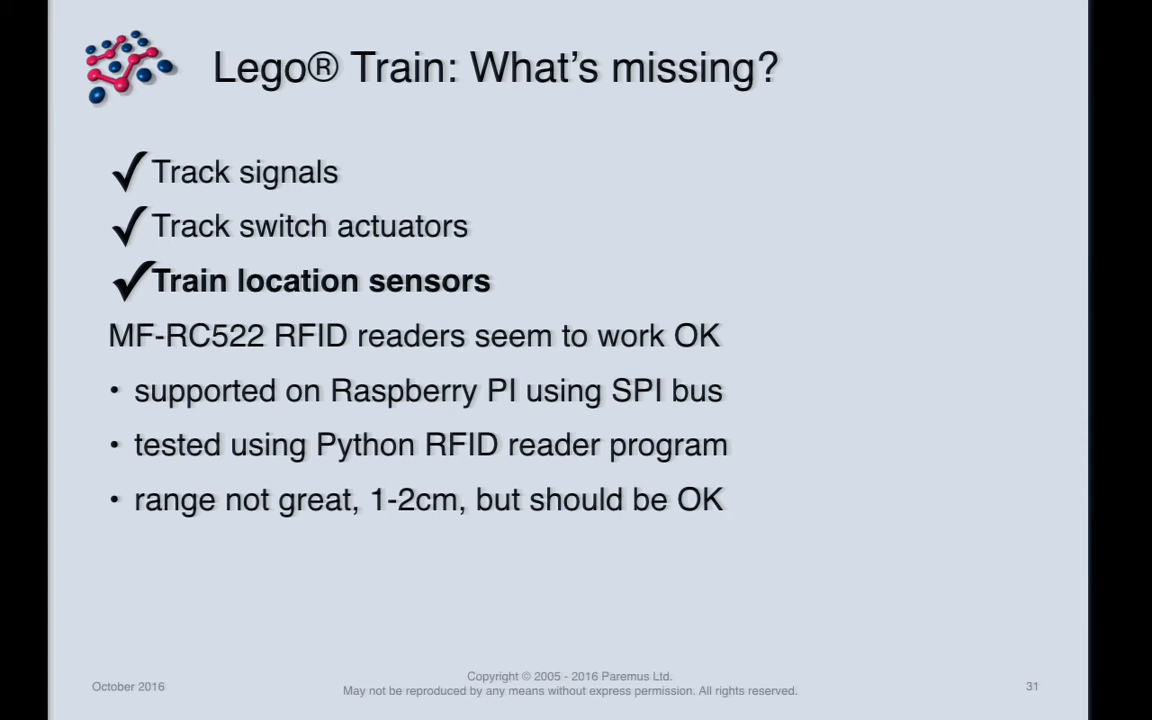 Lego® Train: What's missing?
✓Track signals
✓Track switch actuators
✓Train location sensors
MF-RC522 RFID readers seem to work OK
• supported on Raspberry PI using SPI bus
• tested using Python RFID reader program
• range not great, 1-2cm, but should be OK
October 2016
Copyright © 2005 - 2016 Paremus Ltd.
May not be reproduced by any means without express permission. All rights reserved.
31